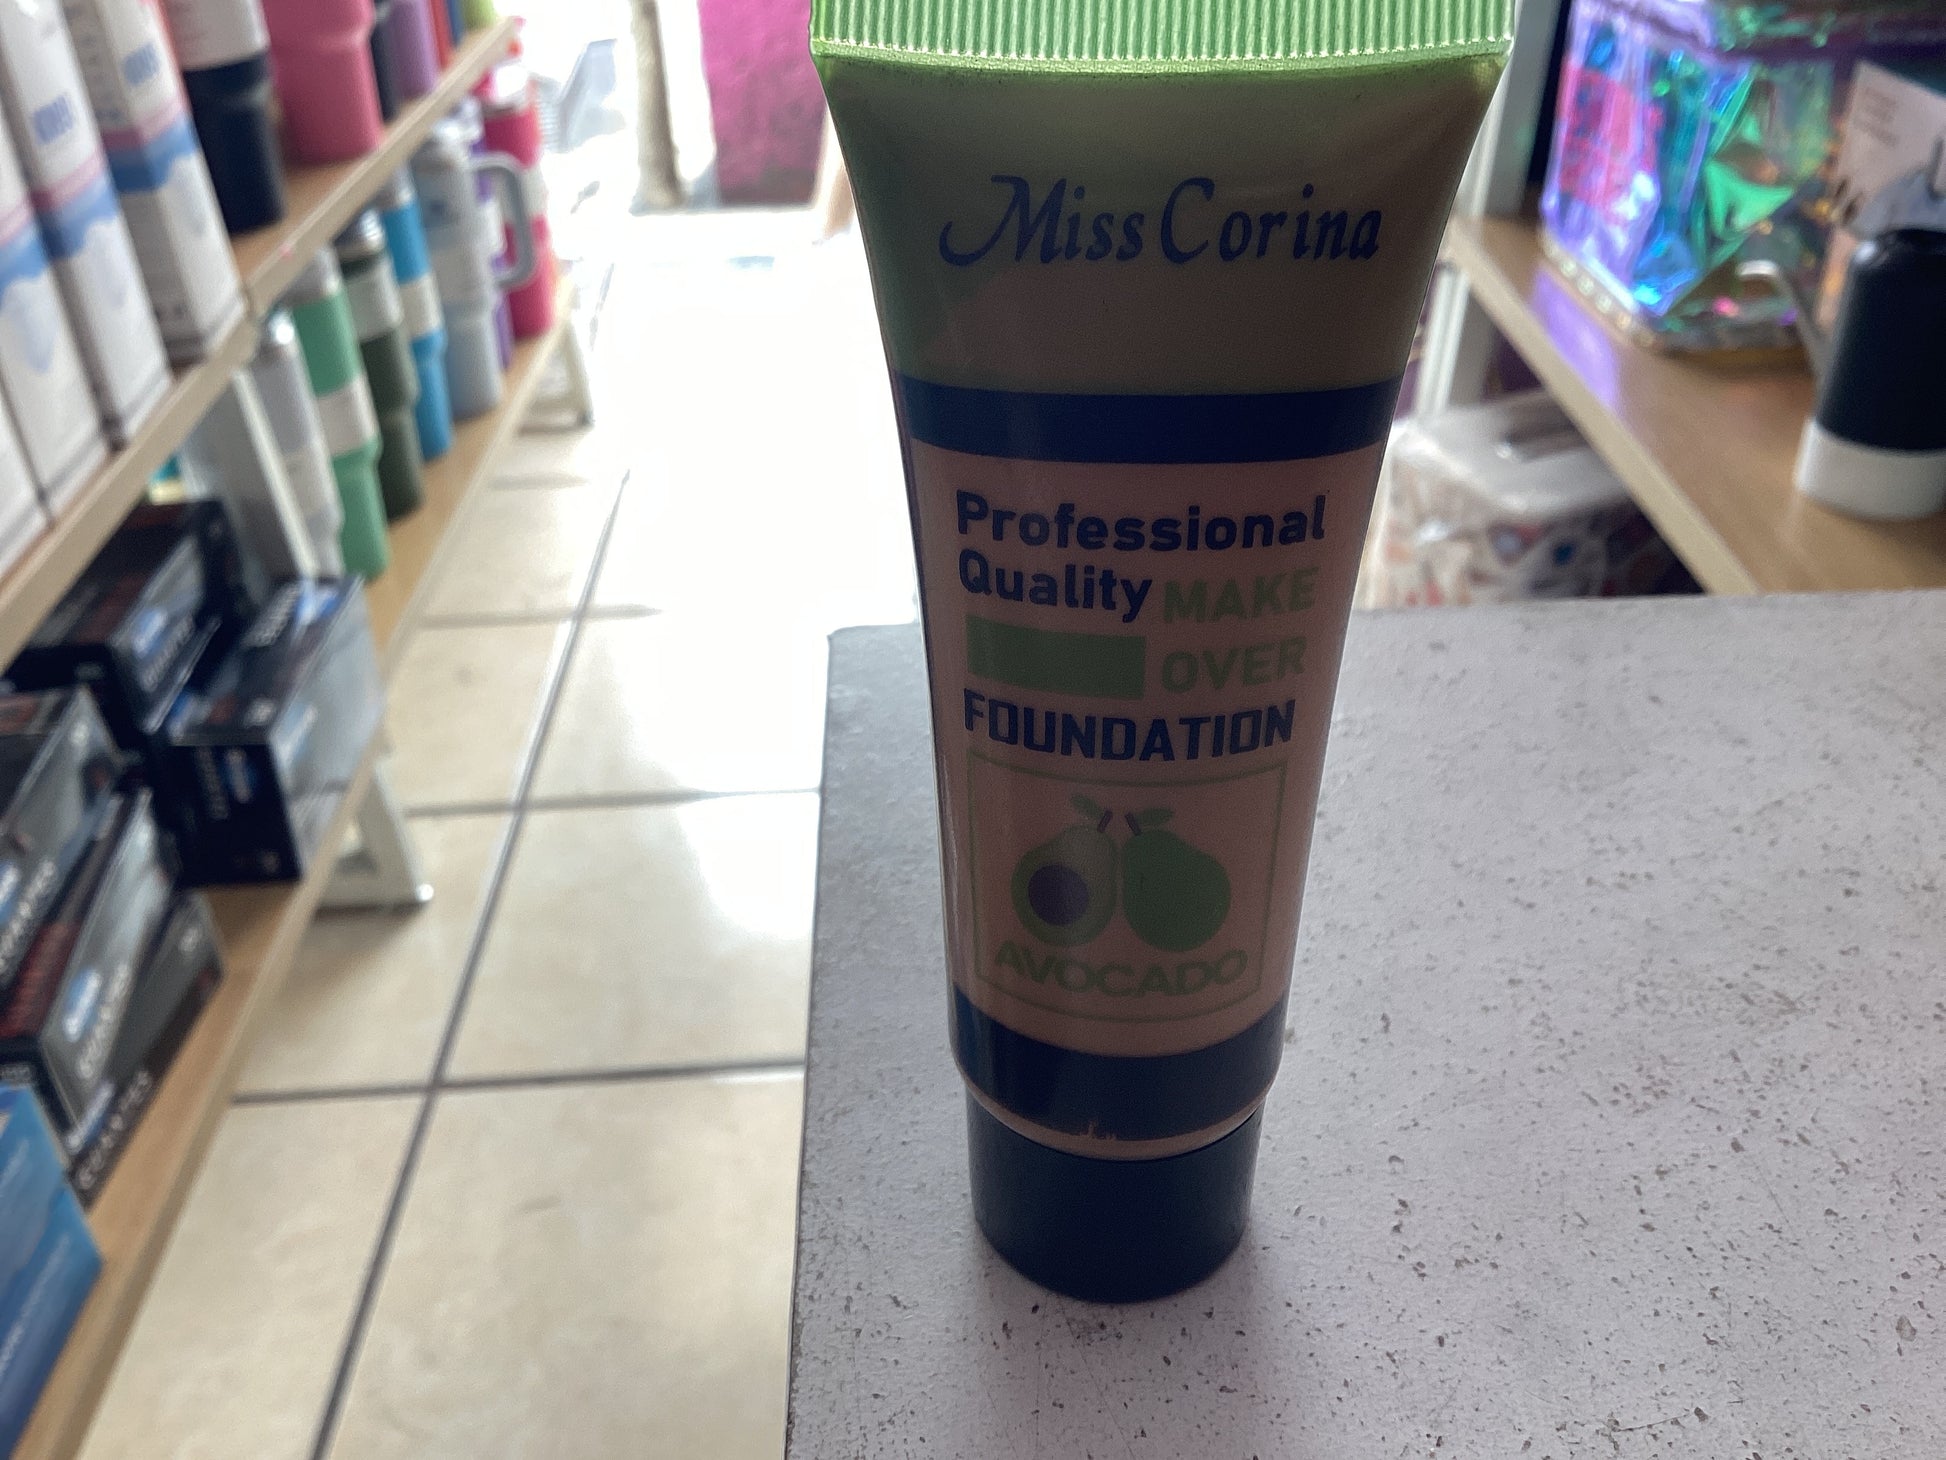 Miss Corina
Professional
Quality MAKE
OVER
FOUNDATION
AVOCADO